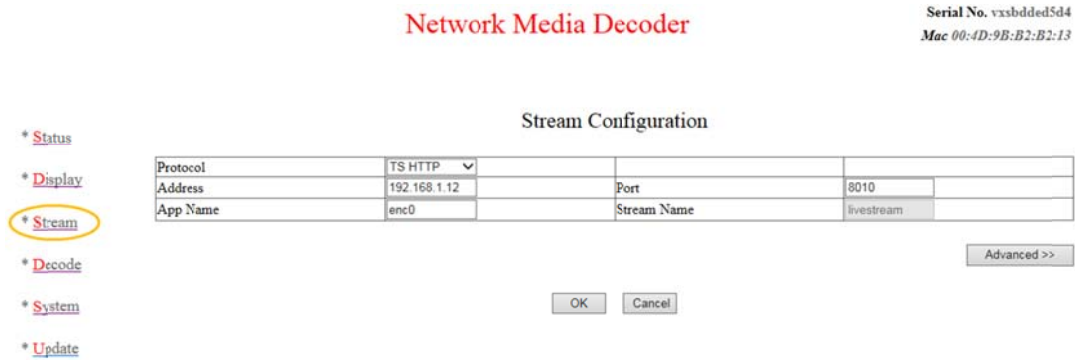 Network Media Decoder
Serial No. vxsbdded5d4
Mac 00:4D:9B:B2:B2:13
Stream Configuration
* Status
* Display
* Stream
* Decode
* System
* Update
Protocol TS HTTP
Address 192.168.1.12 Port 8010
App Name enc0 Stream Name livestream
Advanced >>
OK Cancel